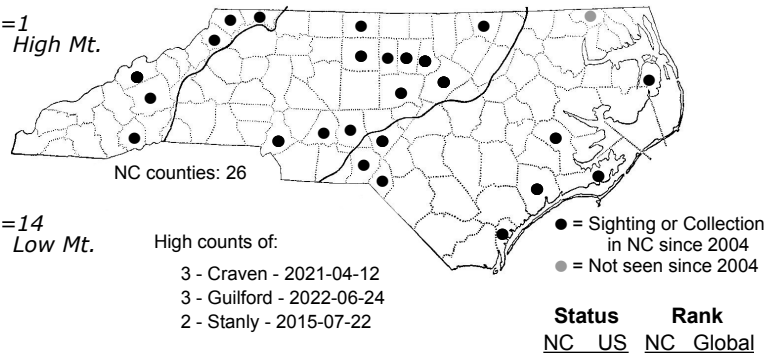 =1
High Mt.
NC counties: 26
=14
Low Mt.
High counts of:
3 - Craven - 2021-04-12
3 - Guilford - 2022-06-24
2 - Stanly - 2015-07-22
● = Sighting or Collection
in NC since 2004
● = Not seen since 2004
Status Rank
NC US NC Global